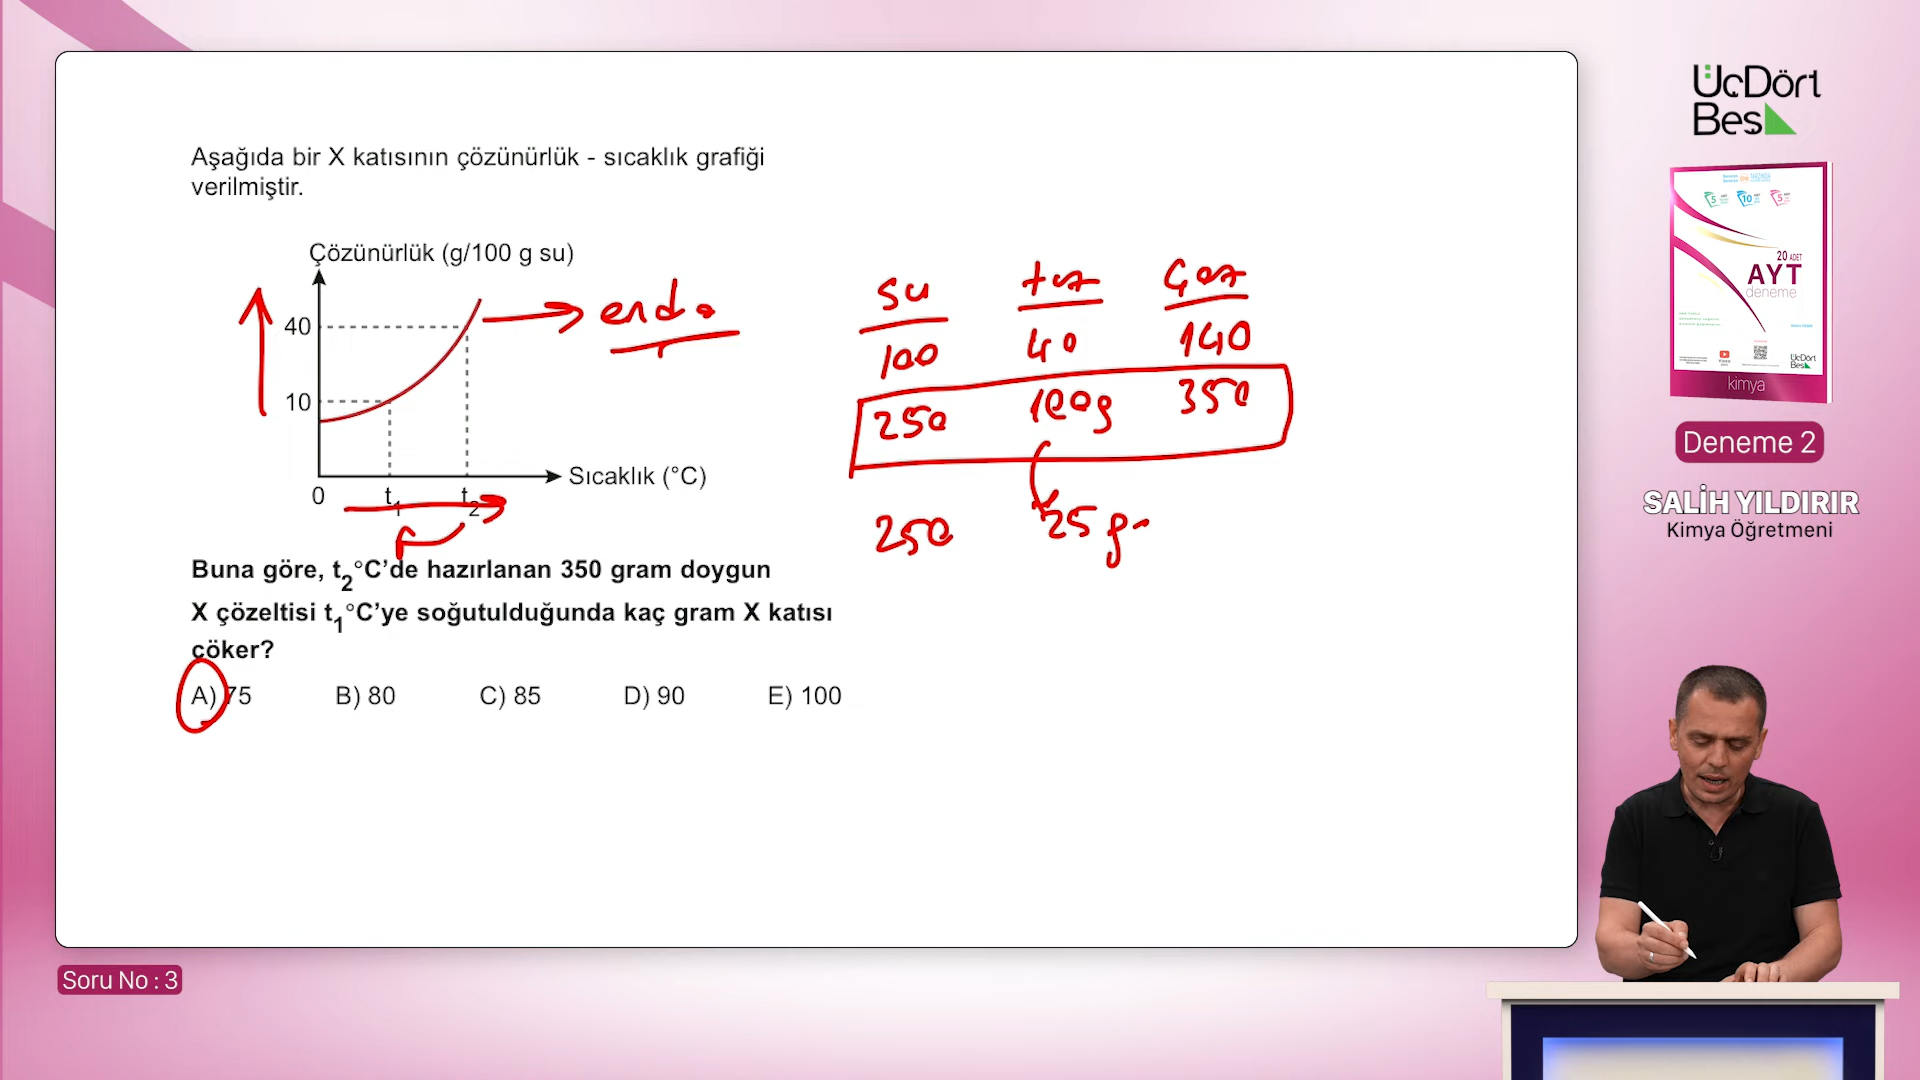 Aşağıda bir X katısının çözünürlük - sıcaklık grafiği
verilmiştir.
Çözünürlük (g/100 g su)
40
10
0
t1
t2
Sıcaklık (°C)
endo
su tuz Çöz
100 40 140
250 100g 350
250 25 g
Buna göre, t2°C'de hazırlanan 350 gram doygun
X çözeltisi t1°C'ye soğutulduğunda kaç gram X katısı
çöker?
A) 75 B) 80 C) 85 D) 90 E) 100
Soru No : 3
ÜçDört
Beş
20 ADET
AYT
deneme
ÜcDört
Beş
kimya
Deneme 2
SALİH YILDIRIR
Kimya Öğretmeni